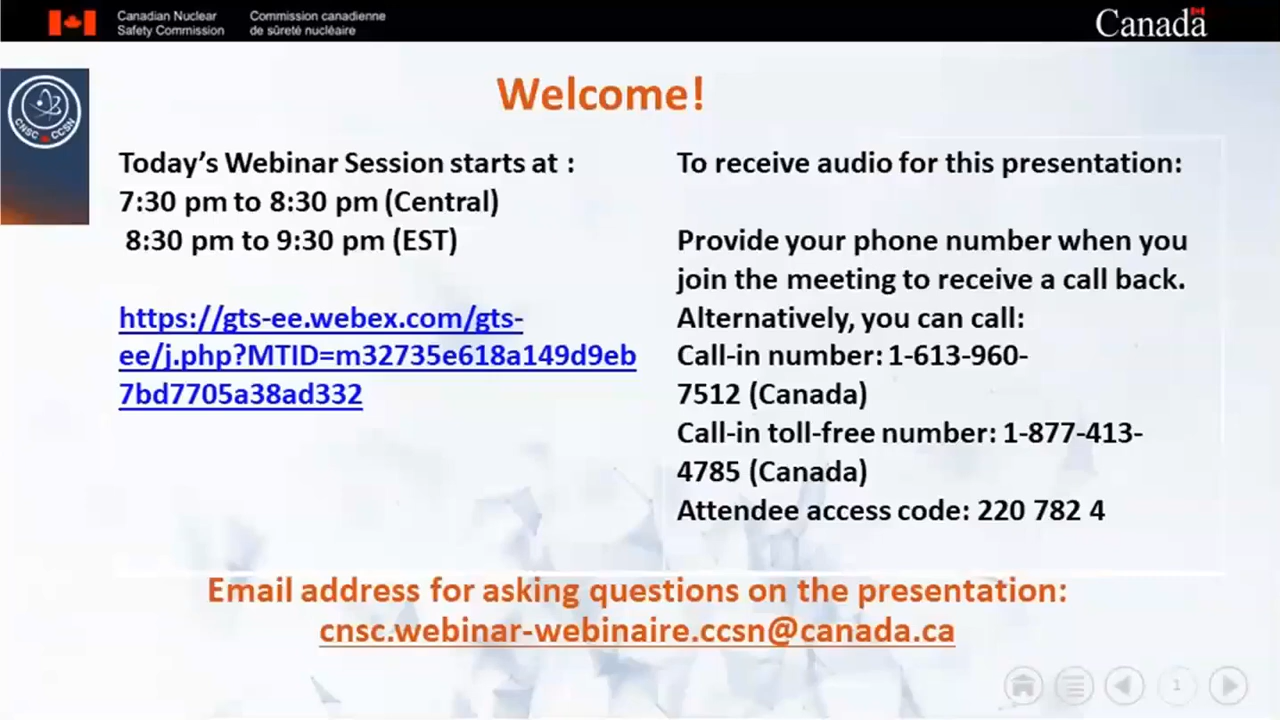 Canadian Nuclear
Safety Commission
Commission canadienne
de sûreté nucléaire
Canada
CNSC CCSN
Welcome!
Today's Webinar Session starts at :
7:30 pm to 8:30 pm (Central)
8:30 pm to 9:30 pm (EST)
https://gts-ee.webex.com/gts-
ee/j.php?MTID=m32735e618a149d9eb
7bd7705a38ad332
To receive audio for this presentation:
Provide your phone number when you
join the meeting to receive a call back.
Alternatively, you can call:
Call-in number: 1-613-960-
7512 (Canada)
Call-in toll-free number: 1-877-413-
4785 (Canada)
Attendee access code: 220 782 4
Email address for asking questions on the presentation:
cnsc.webinar-webinaire.ccsn@canada.ca
1